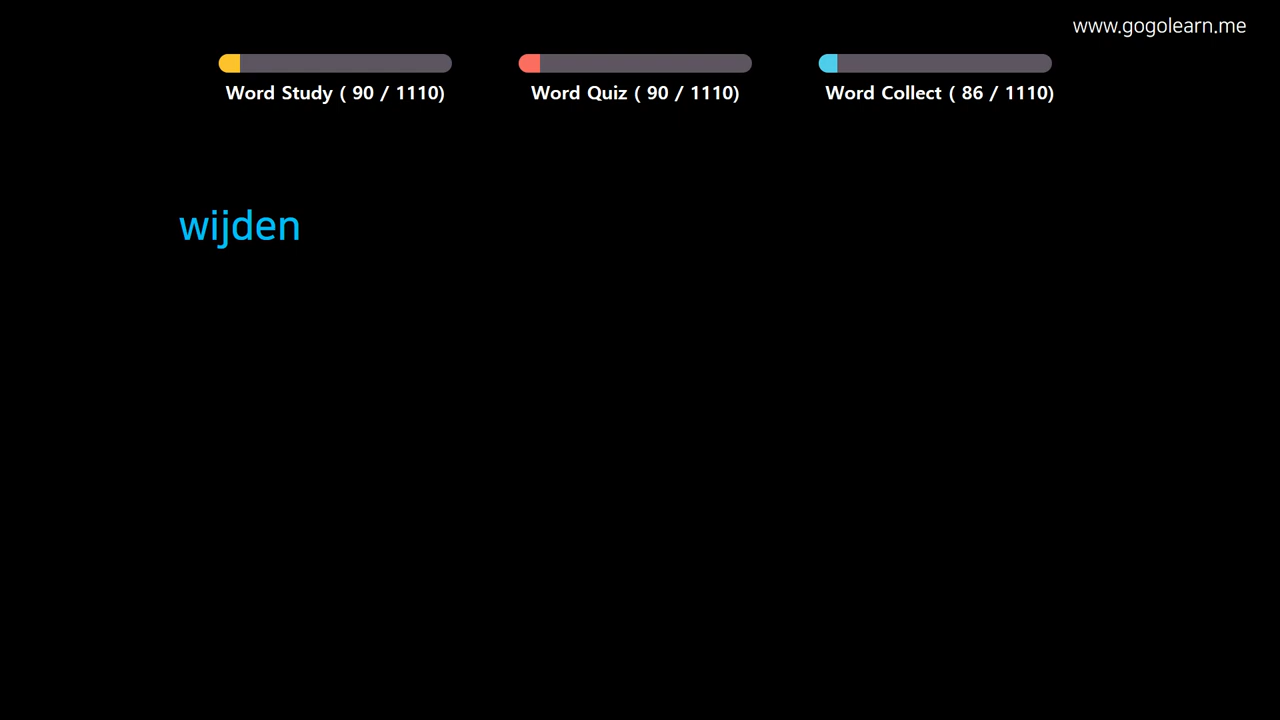 www.gogolearn.me
Word Study ( 90 / 1110)
Word Quiz ( 90 / 1110)
Word Collect ( 86 / 1110)
wijden